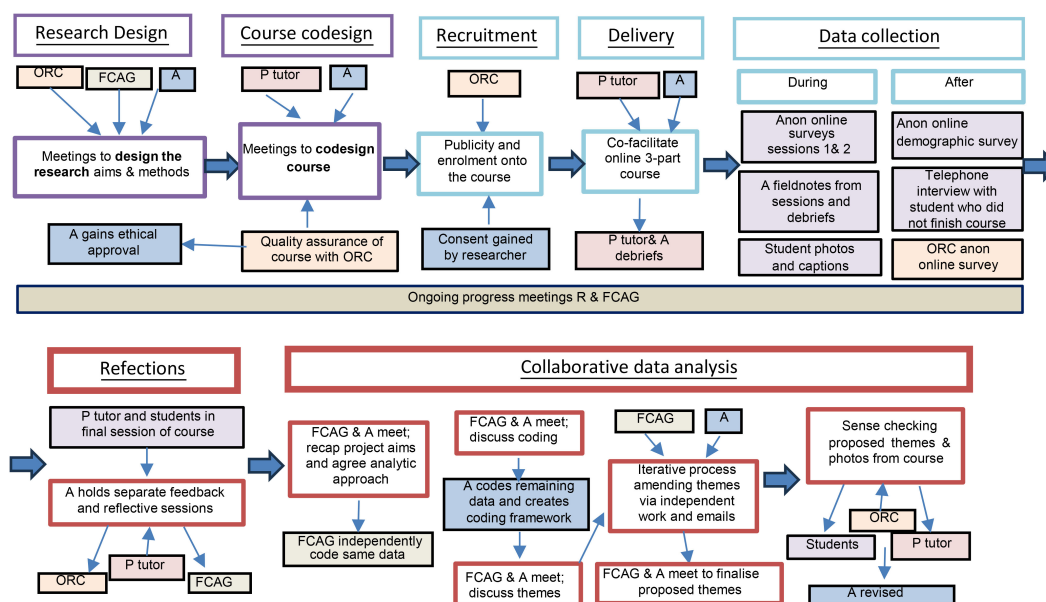 Research Design
Course codesign
Recruitment
Delivery
Data collection
ORC
FCAG
A
P tutor
A
ORC
P tutor
A
During
After
Meetings to design the
research aims & methods
Meetings to codesign
course
Publicity and
enrolment onto
the course
Co-facilitate
online 3-part
course
Anon online
surveys
sessions 1& 2
Anon online
demographic survey
A fieldnotes from
sessions and
debriefs
Telephone
interview with
student who did
not finish course
A gains ethical
approval
Quality assurance of
course with ORC
Consent gained
by researcher
P tutor& A
debriefs
Student photos
and captions
ORC anon
online survey
Ongoing progress meetings R & FCAG
Refections
Collaborative data analysis
P tutor and students in
final session of course
A holds separate feedback
and reflective sessions
ORC
P tutor
FCAG
FCAG & A meet;
recap project aims
and agree analytic
approach
FCAG independently
code same data
FCAG & A meet;
discuss coding
A codes remaining
data and creates
coding framework
FCAG & A meet;
discuss themes
FCAG
A
Iterative process
amending themes
via independent
work and emails
FCAG & A meet to finalise
proposed themes
Sense checking
proposed themes &
photos from course
ORC
Students
P tutor
A revised